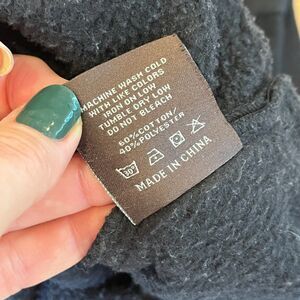 MACHINE WASH COLD
WITH LIKE COLORS
IRON ON LOW
TUMBLE DRY LOW
DO NOT BLEACH
60%COTTON/
40%POLYESTER
30°
MADE IN CHINA